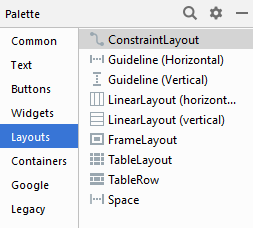 Palette
Common
Text
Buttons
Widgets
Layouts
Containers
Google
Legacy
ConstraintLayout
Guideline (Horizontal)
Guideline (Vertical)
LinearLayout (horizont...
LinearLayout (vertical)
FrameLayout
TableLayout
TableRow
Space